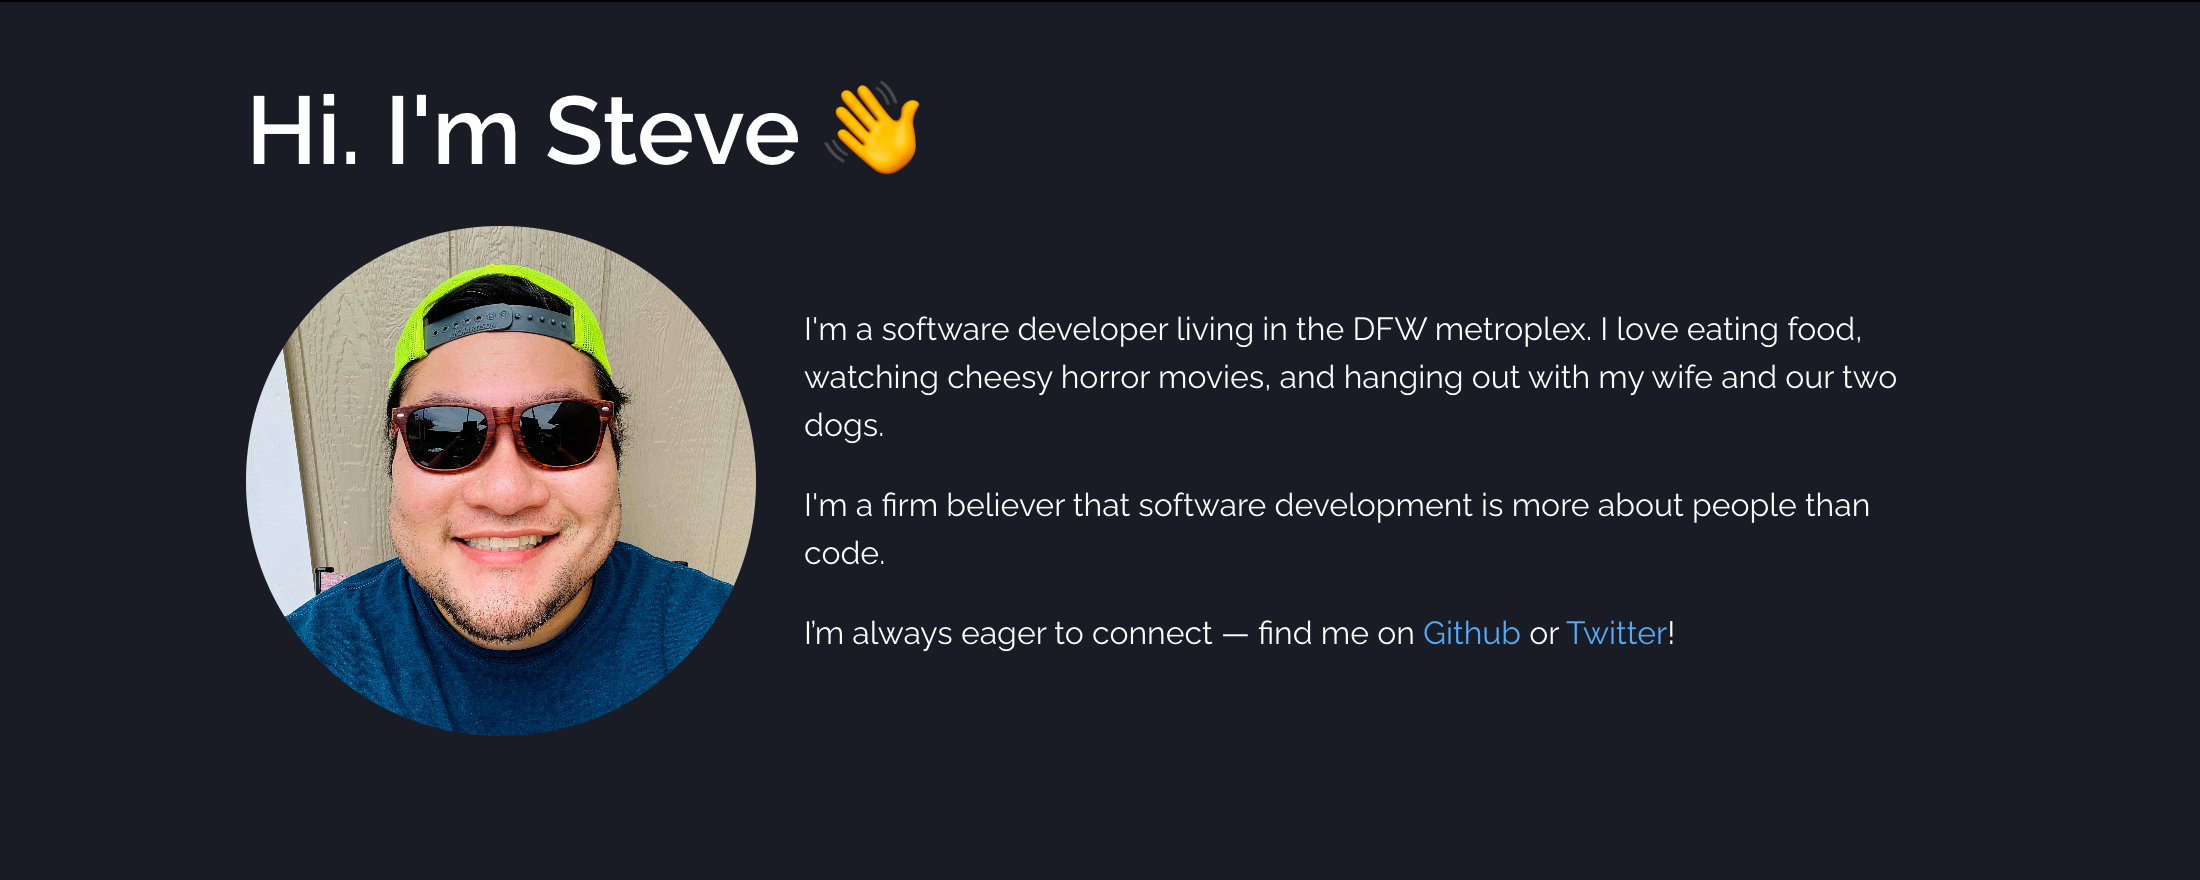 Hi. I'm Steve 👋
I'm a software developer living in the DFW metroplex. I love eating food,
watching cheesy horror movies, and hanging out with my wife and our two
dogs.
I'm a firm believer that software development is more about people than
code.
I’m always eager to connect — find me on Github or Twitter!